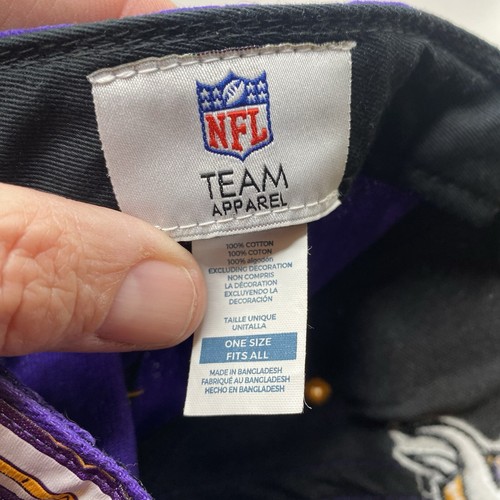 NFL
TEAM
APPAREL
100% COTTON
100% COTON
100% algodón
EXCLUDING DECORATION
NON COMPRIS
LA DÉCORATION
EXCLUYENDO LA
DECORACIÓN
TAILLE UNIQUE
UNITALLA
ONE SIZE
FITS ALL
MADE IN BANGLADESH
FABRIQUÉ AU BANGLADESH
HECHO EN BANGLADESH